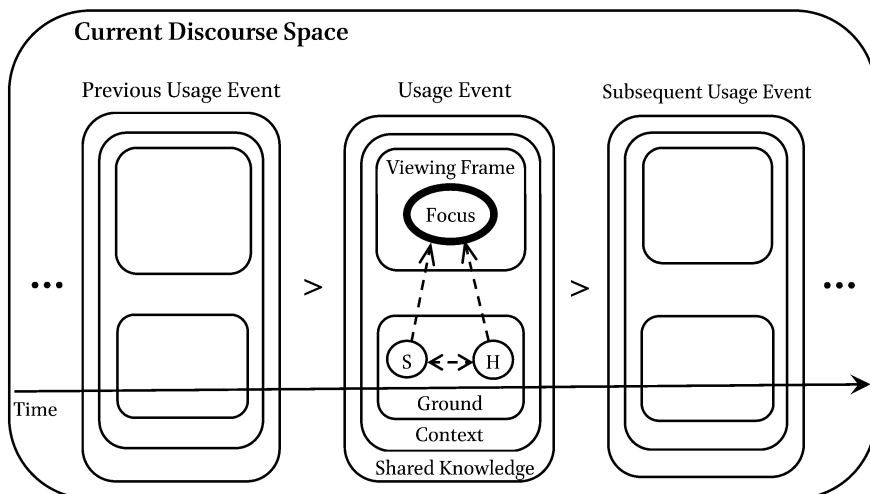 Current Discourse Space
Previous Usage Event
Usage Event
Subsequent Usage Event
Viewing Frame
Focus
...
>
>
...
S
H
Time
Ground
Context
Shared Knowledge